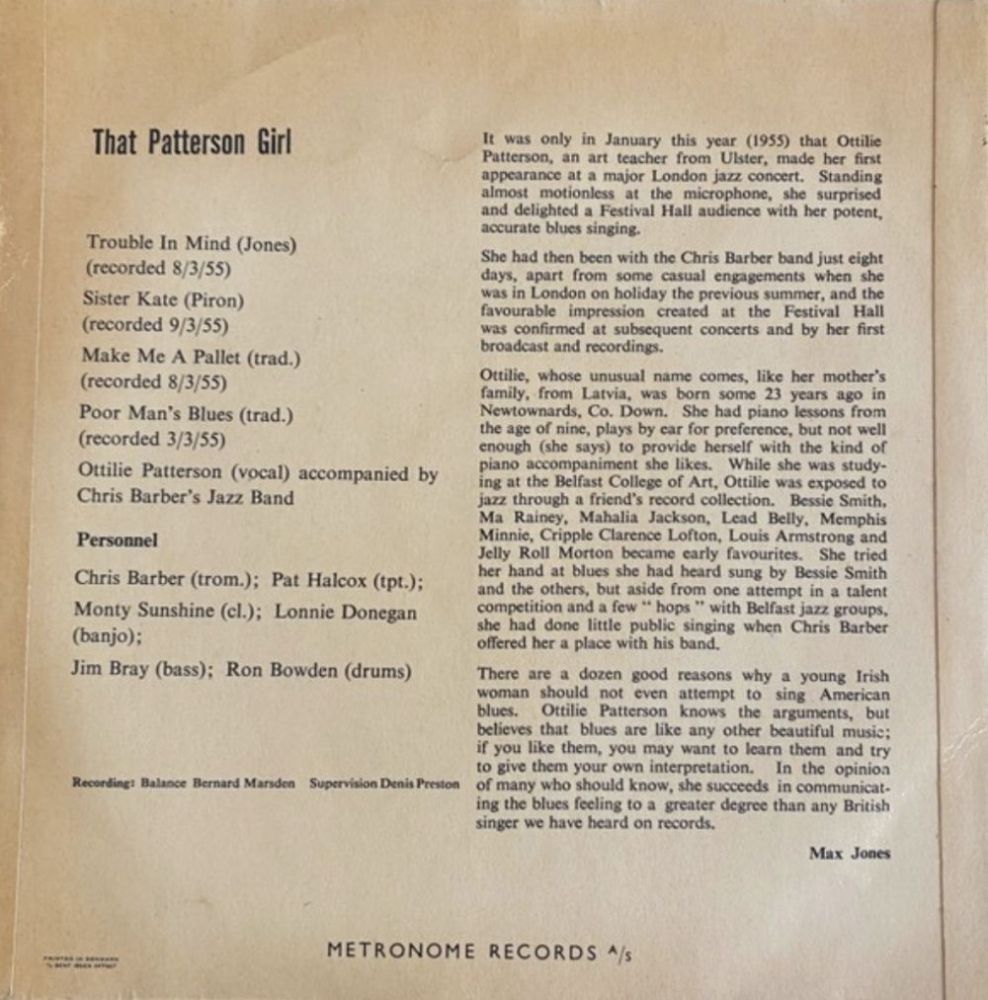 That Patterson Girl
Trouble In Mind (Jones)
(recorded 8/3/55)
Sister Kate (Piron)
(recorded 9/3/55)
Make Me A Pallet (trad.)
(recorded 8/3/55)
Poor Man's Blues (trad.)
(recorded 3/3/55)
Ottilie Patterson (vocal) accompanied by
Chris Barber's Jazz Band
Personnel
Chris Barber (trom.); Pat Halcox (tpt.);
Monty Sunshine (cl.); Lonnie Donegan
(banjo);
Jim Bray (bass); Ron Bowden (drums)
Recording: Balance Bernard Marsden Supervision Denis Preston
It was only in January this year (1955) that Ottilie
Patterson, an art teacher from Ulster, made her first
appearance at a major London jazz concert. Standing
almost motionless at the microphone, she surprised
and delighted a Festival Hall audience with her potent,
accurate blues singing.
She had then been with the Chris Barber band just eight
days, apart from some casual engagements when she
was in London on holiday the previous summer, and the
favourable impression created at the Festival Hall
was confirmed at subsequent concerts and by her first
broadcast and recordings.
Ottilie, whose unusual name comes, like her mother's
family, from Latvia, was born some 23 years ago in
Newtownards, Co. Down. She had piano lessons from
the age of nine, plays by ear for preference, but not well
enough (she says) to provide herself with the kind of
piano accompaniment she likes. While she was study-
ing at the Belfast College of Art, Ottilie was exposed to
jazz through a friend's record collection. Bessie Smith,
Ma Rainey, Mahalia Jackson, Lead Belly, Memphis
Minnie, Cripple Clarence Lofton, Louis Armstrong and
Jelly Roll Morton became early favourites. She tried
her hand at blues she had heard sung by Bessie Smith
and the others, but aside from one attempt in a talent
competition and a few " hops " with Belfast jazz groups,
she had done little public singing when Chris Barber
offered her a place with his band.
There are a dozen good reasons why a young Irish
woman should not even attempt to sing American
blues. Ottilie Patterson knows the arguments, but
believes that blues are like any other beautiful music;
if you like them, you may want to learn them and try
to give them your own interpretation. In the opinion
of many who should know, she succeeds in communicat-
ing the blues feeling to a greater degree than any British
singer we have heard on records.
Max Jones
METRONOME RECORDS A/s
PRINTED IN DENMARK